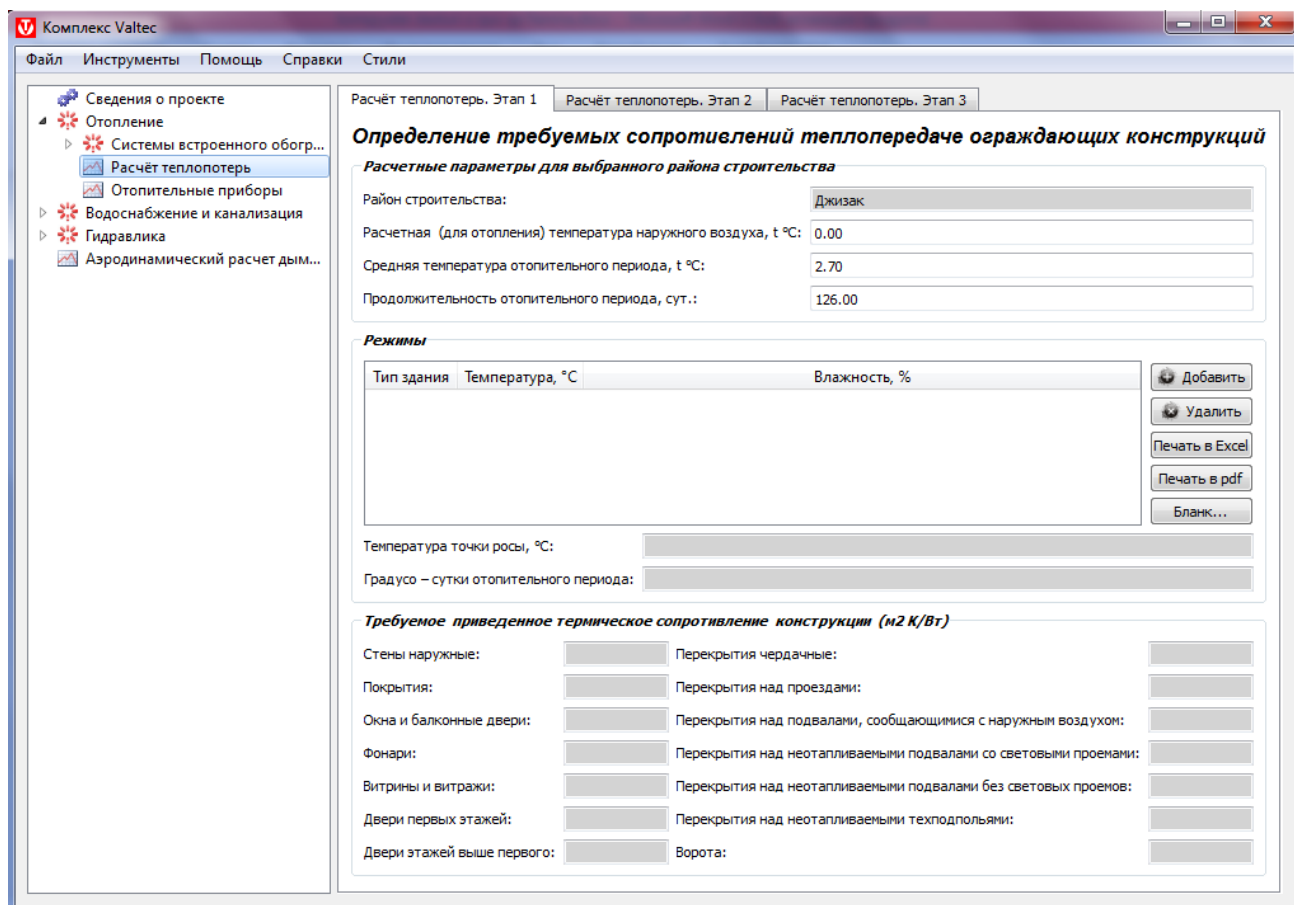 Комплекс Valtec
Файл Инструменты Помощь Справки Стили
Сведения о проекте
Отопление
Системы встроенного обогр...
Расчёт теплопотерь
Отопительные приборы
Водоснабжение и канализация
Гидравлика
Аэродинамический расчет дым...
Расчёт теплопотерь. Этап 1 Расчёт теплопотерь. Этап 2 Расчёт теплопотерь. Этап 3
Определение требуемых сопротивлений теплопередаче ограждающих конструкций
Расчетные параметры для выбранного района строительства
Район строительства: Джизак
Расчетная (для отопления) температура наружного воздуха, t °C: 0.00
Средняя температура отопительного периода, t °C: 2.70
Продолжительность отопительного периода, сут.: 126.00
Режимы
Тип здания Температура, °C Влажность, %
Добавить
Удалить
Печать в Excel
Печать в pdf
Бланк...
Температура точки росы, °C:
Градусо – сутки отопительного периода:
Требуемое приведенное термическое сопротивление конструкции (м2 К/Вт)
Стены наружные: Перекрытия чердачные:
Покрытия: Перекрытия над проездами:
Окна и балконные двери: Перекрытия над подвалами, сообщающимися с наружным воздухом:
Фонари: Перекрытия над неотапливаемыми подвалами со световыми проемами:
Витрины и витражи: Перекрытия над неотапливаемыми подвалами без световых проемов:
Двери первых этажей: Перекрытия над неотапливаемыми техподпольями:
Двери этажей выше первого: Ворота: